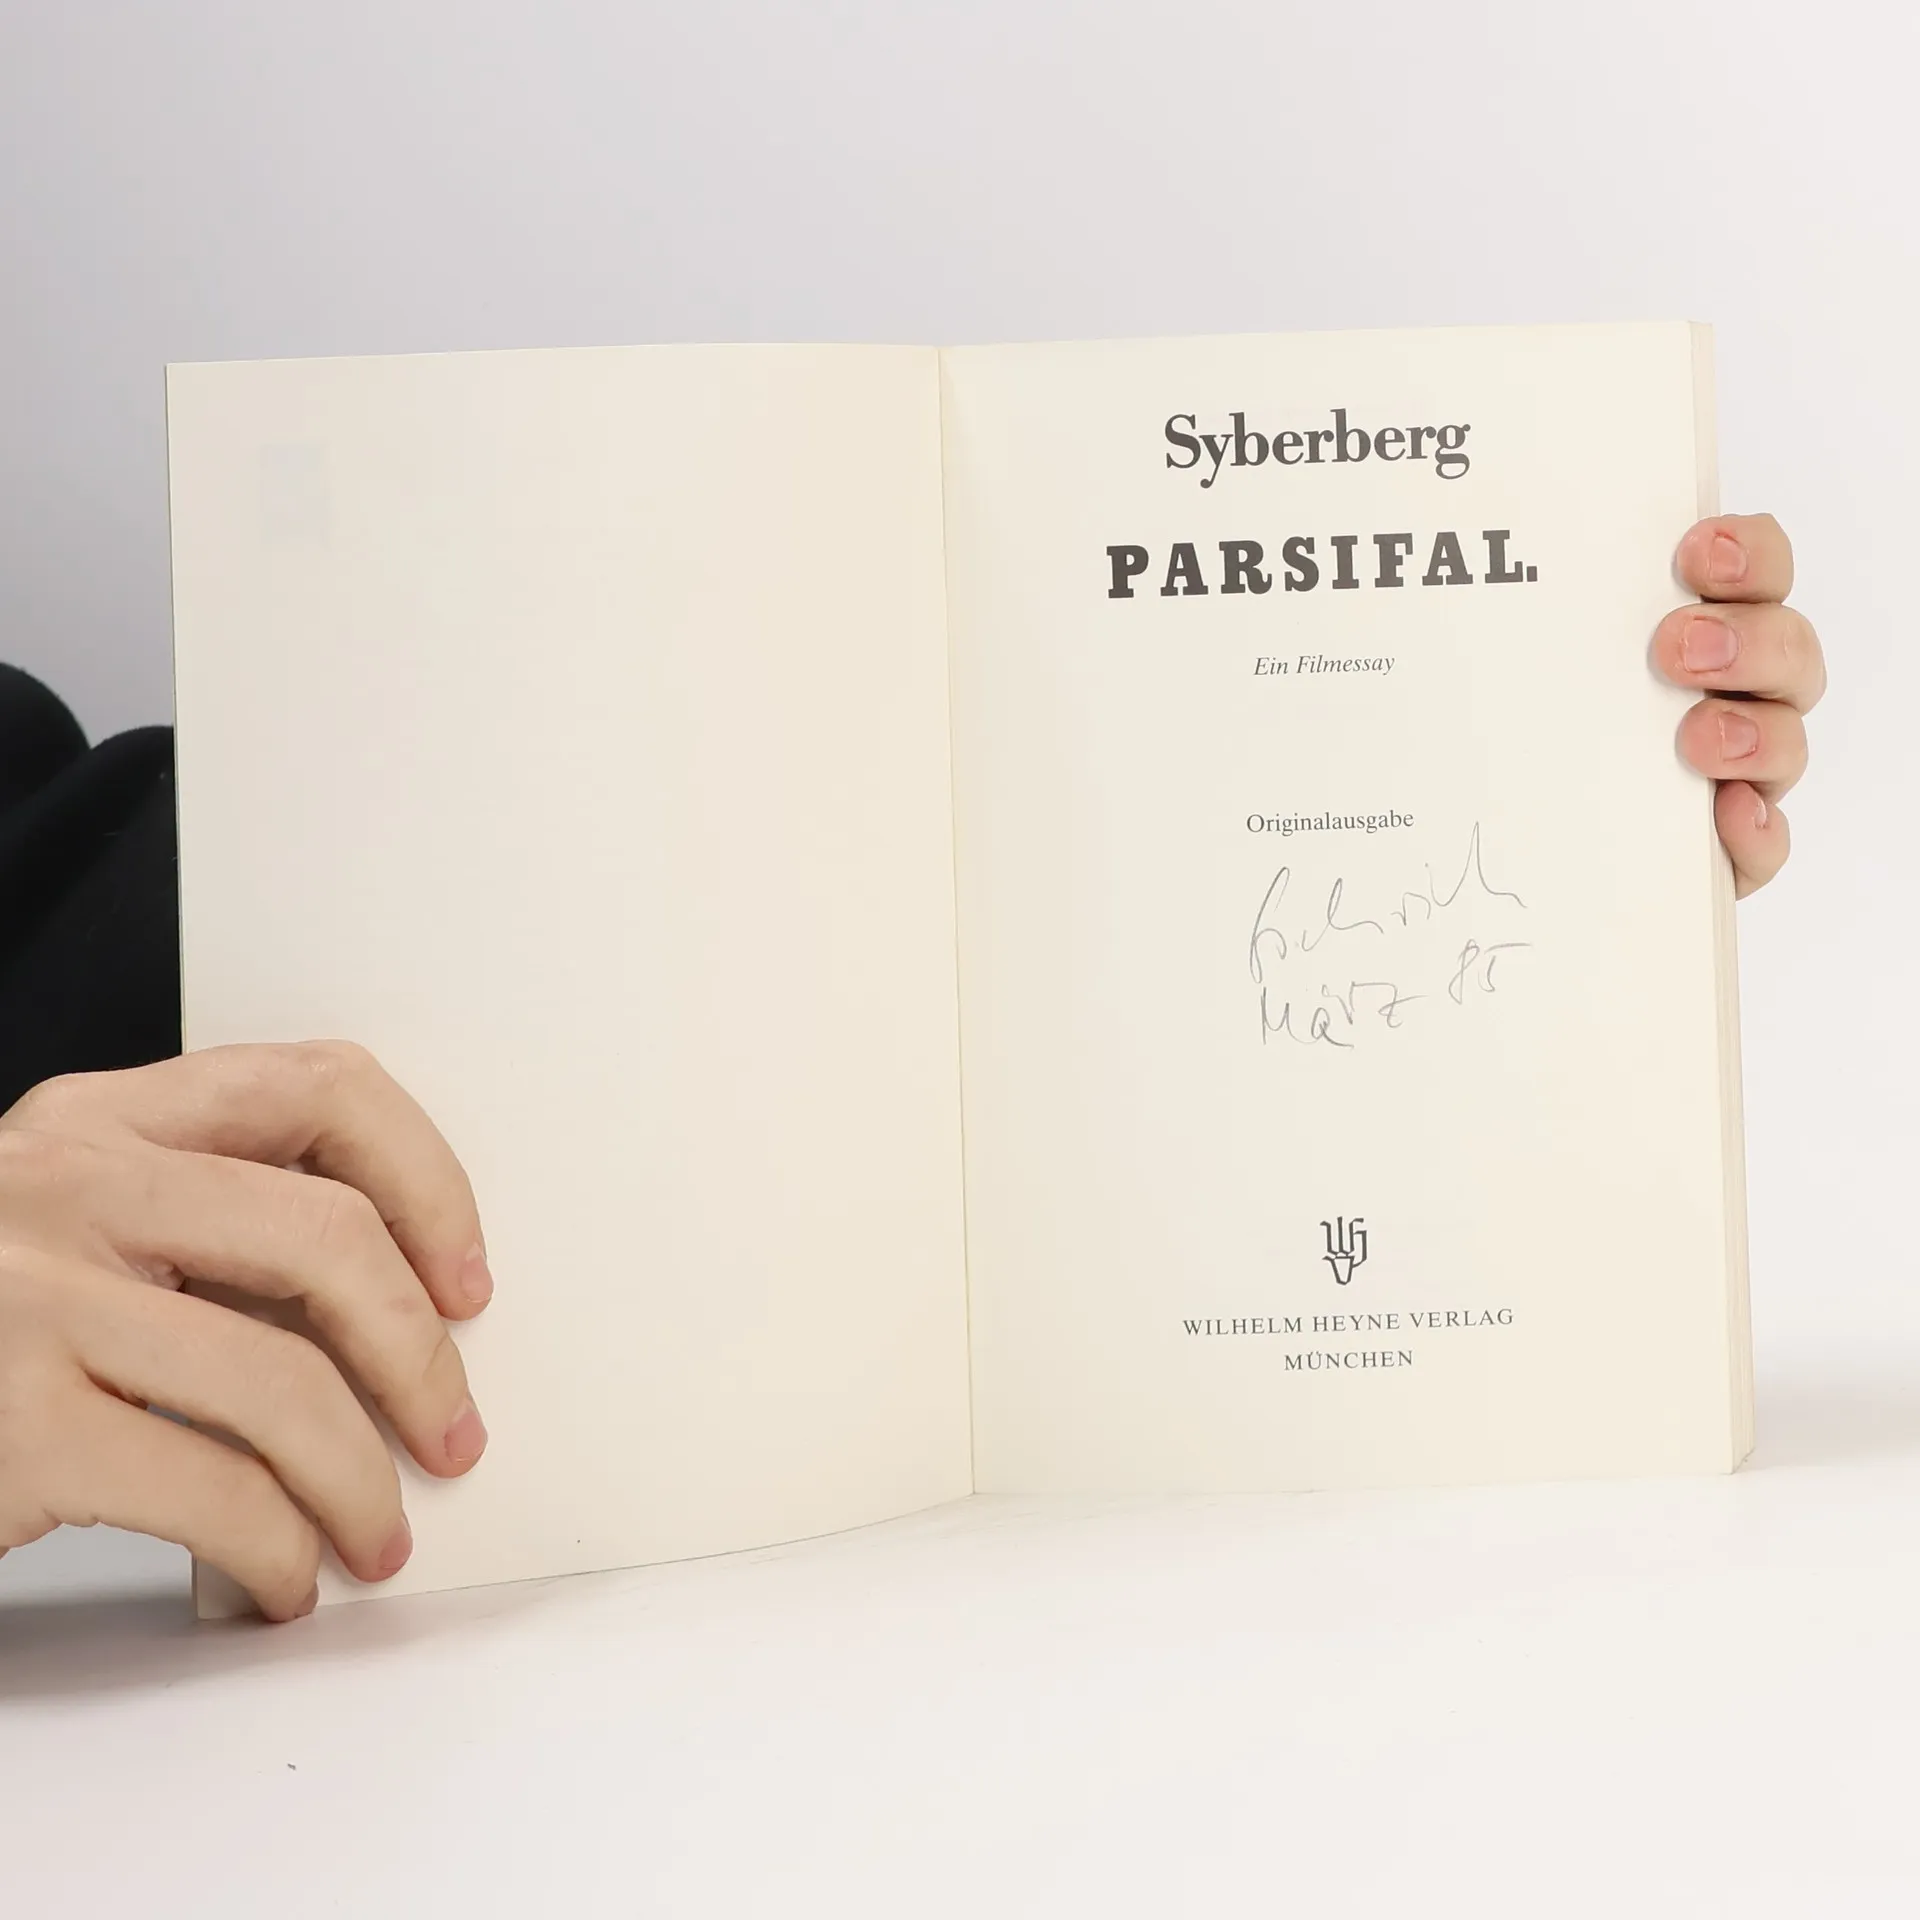 Syberberg
PARSIFAL.
Ein Filmessay
Originalausgabe
März 85
WILHELM HEYNE VERLAG
MÜNCHEN